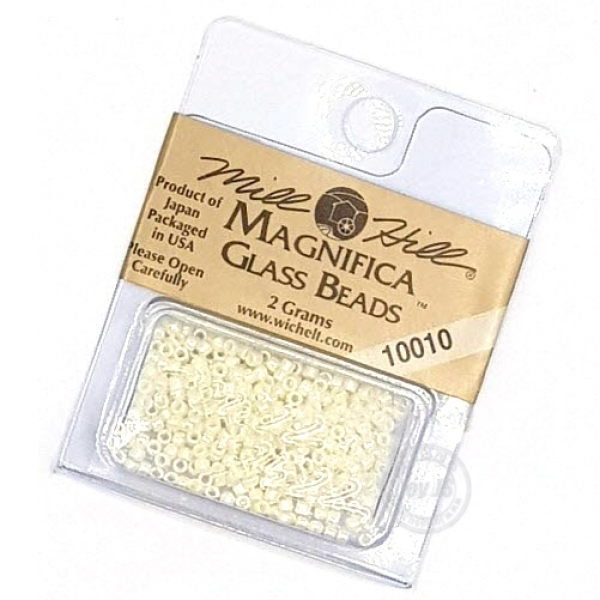 Mill Hill®
Product of
Japan
Packaged
in USA
Please Open
Carefully
MAGNIFICA
GLASS BEADS™
2 Grams
www.wichelt.com
10010